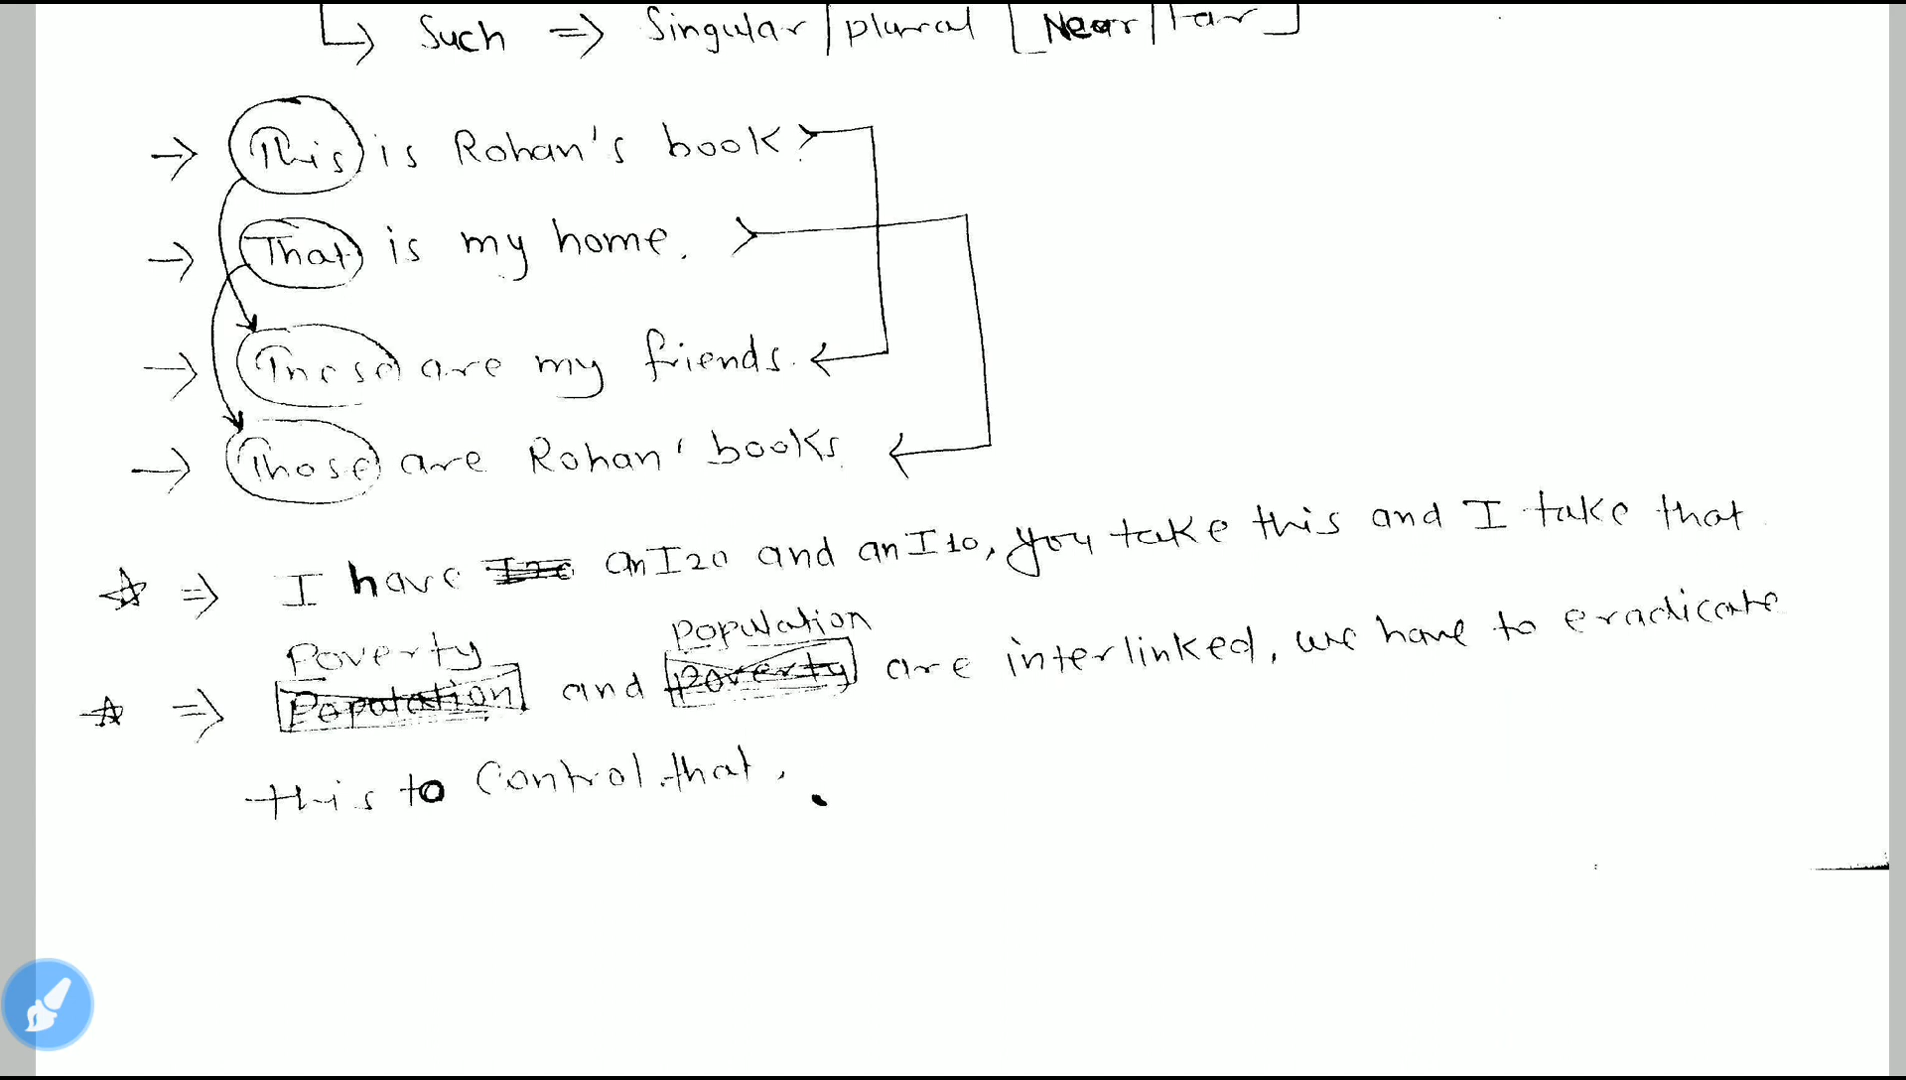 ↳ Such ⇒ Singular/plural [Near/Far]
→ This is Rohan's book.
→ That is my home.
→ These are my friends.
→ Those are Rohan' books.
☆ ⇒ I have an I20 and an I10, you take this and I take that
Poverty Population
☆ ⇒ Population and Poverty are interlinked, we have to eradicate
this to control that.